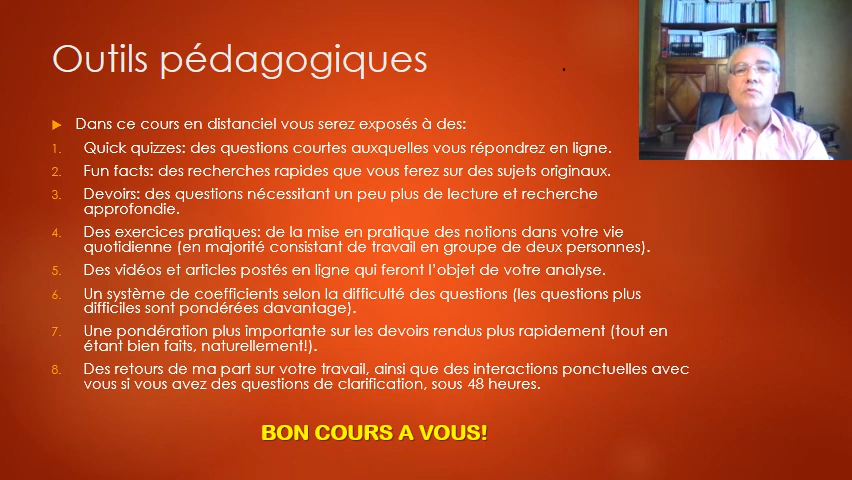 Outils pédagogiques
Dans ce cours en distanciel vous serez exposés à des:
1. Quick quizzes: des questions courtes auxquelles vous répondrez en ligne.
2. Fun facts: des recherches rapides que vous ferez sur des sujets originaux.
3. Devoirs: des questions nécessitant un peu plus de lecture et recherche
approfondie.
4. Des exercices pratiques: de la mise en pratique des notions dans votre vie
quotidienne (en majorité consistant de travail en groupe de deux personnes).
5. Des vidéos et articles postés en ligne qui feront l'objet de votre analyse.
6. Un système de coefficients selon la difficulté des questions (les questions plus
difficiles sont pondérées davantage).
7. Une pondération plus importante sur les devoirs rendus plus rapidement (tout en
étant bien faits, naturellement!).
8. Des retours de ma part sur votre travail, ainsi que des interactions ponctuelles avec
vous si vous avez des questions de clarification, sous 48 heures.
BON COURS A VOUS!